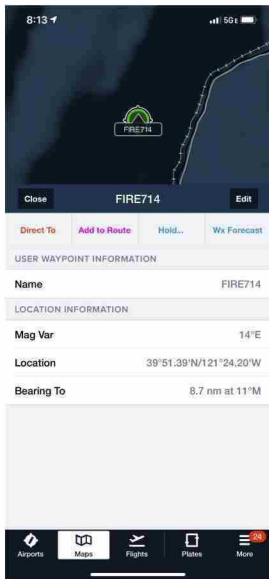 8:13
5GE
FIRE714
Close FIRE714 Edit
Direct To Add to Route Hold... Wx Forecast
USER WAYPOINT INFORMATION
Name FIRE714
LOCATION INFORMATION
Mag Var 14°E
Location 39°51.39'N/121°24.20'W
Bearing To 8.7 nm at 11°M
24
Airports Maps Flights Plates More